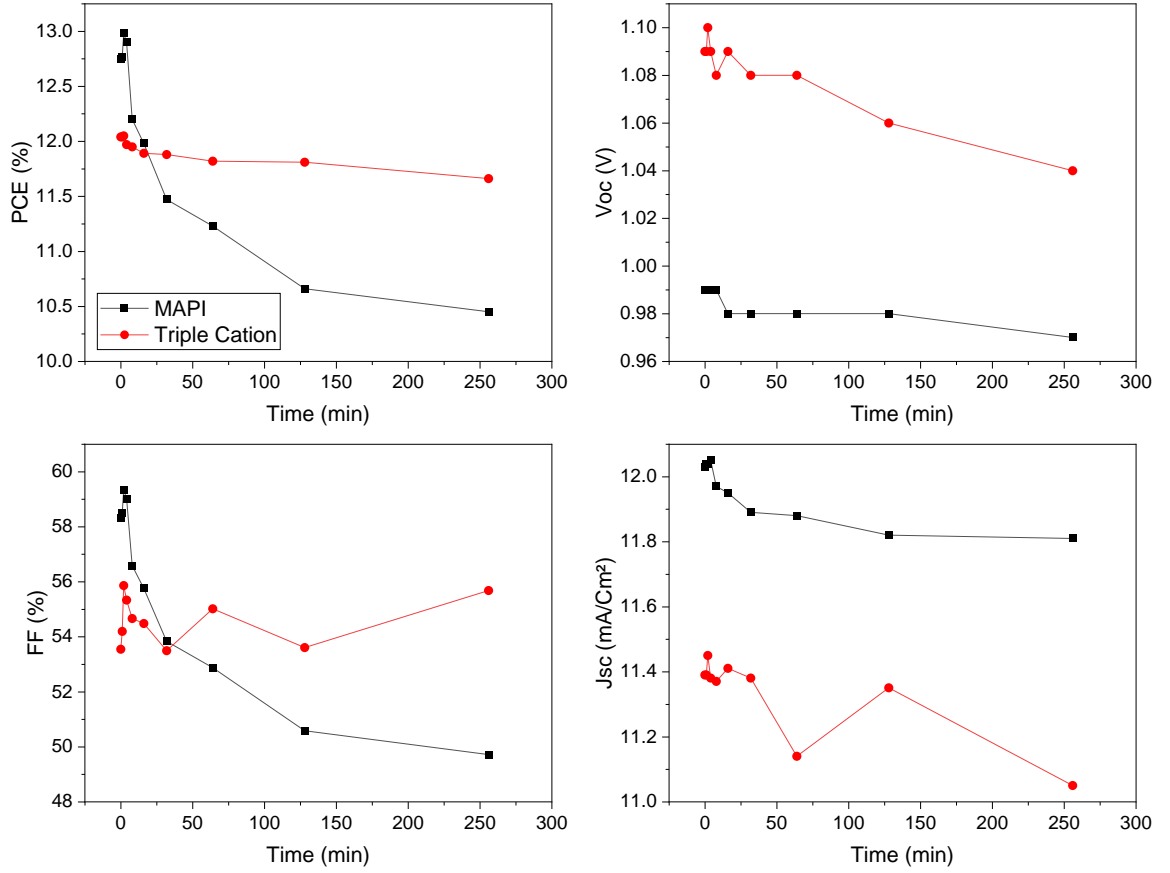 13.0
12.5
12.0
11.5
11.0
10.5
10.0
PCE (%)
MAPI
Triple Cation
0 50 100 150 200 250 300
Time (min)
1.10
1.08
1.06
1.04
1.02
1.00
0.98
0.96
Voc (V)
0 50 100 150 200 250 300
Time (min)
60
58
56
54
52
50
48
FF (%)
0 50 100 150 200 250 300
Time (min)
12.0
11.8
11.6
11.4
11.2
11.0
Jsc (mA/Cm²)
0 50 100 150 200 250 300
Time (min)